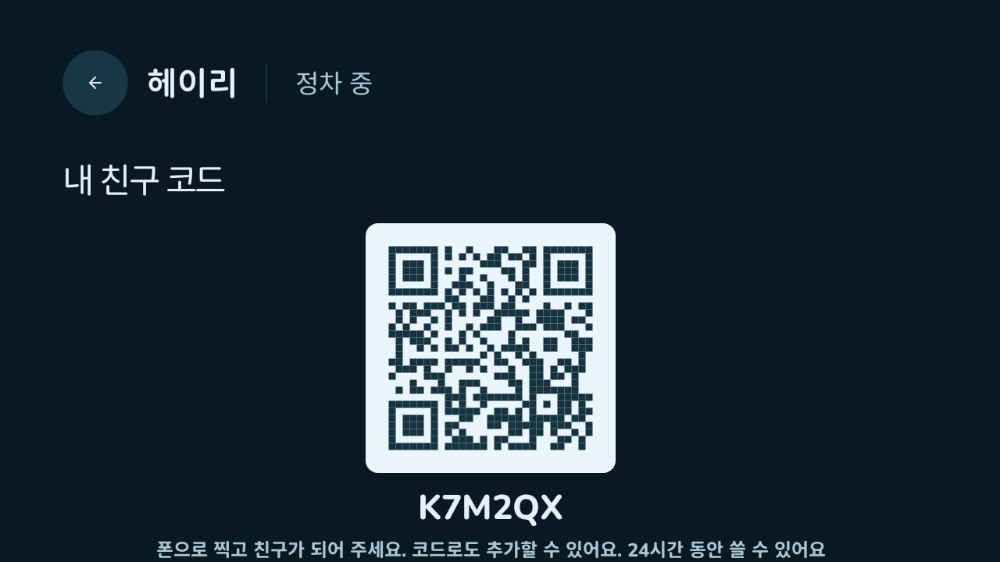 헤이리
정차 중
내 친구 코드
K7M2QX
폰으로 찍고 친구가 되어 주세요. 코드로도 추가할 수 있어요. 24시간 동안 쓸 수 있어요